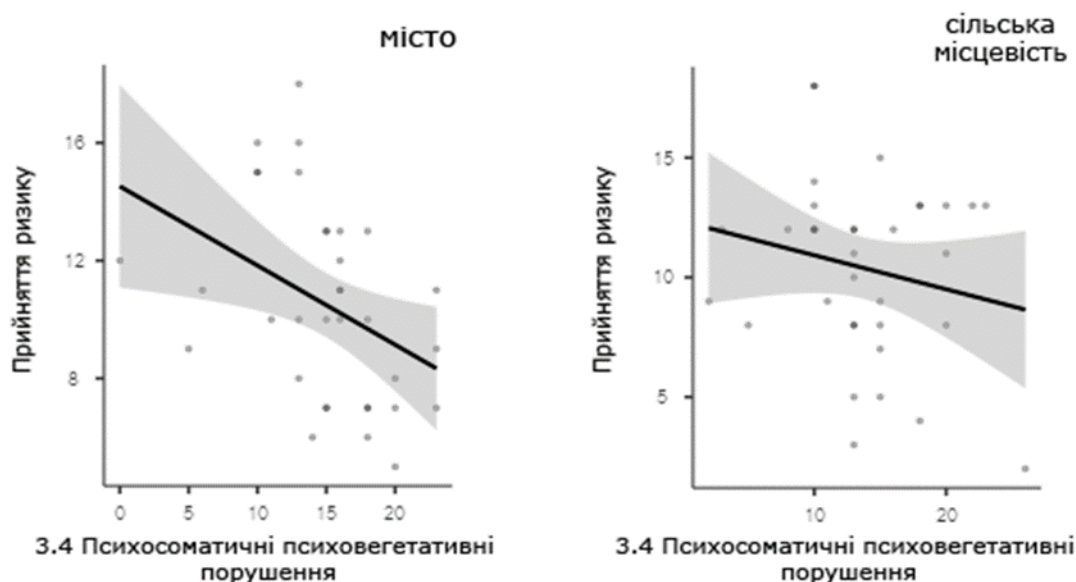 місто
Прийняття ризику
16
12
8
0 5 10 15 20
3.4 Психосоматичні психовегетативні
порушення
сільська
місцевість
Прийняття ризику
15
10
5
10 20
3.4 Психосоматичні психовегетативні
порушення